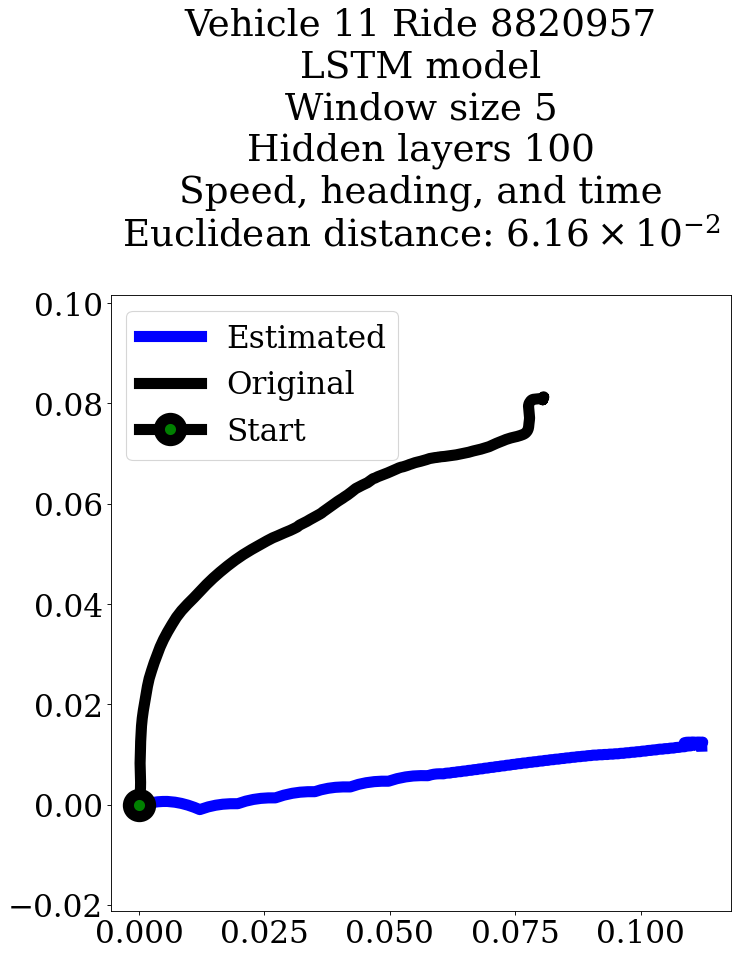 Vehicle 11 Ride 8820957
LSTM model
Window size 5
Hidden layers 100
Speed, heading, and time
Euclidean distance: 6.16 × 10⁻²
Estimated
Original
Start
0.10
0.08
0.06
0.04
0.02
0.00
−0.02
0.000 0.025 0.050 0.075 0.100